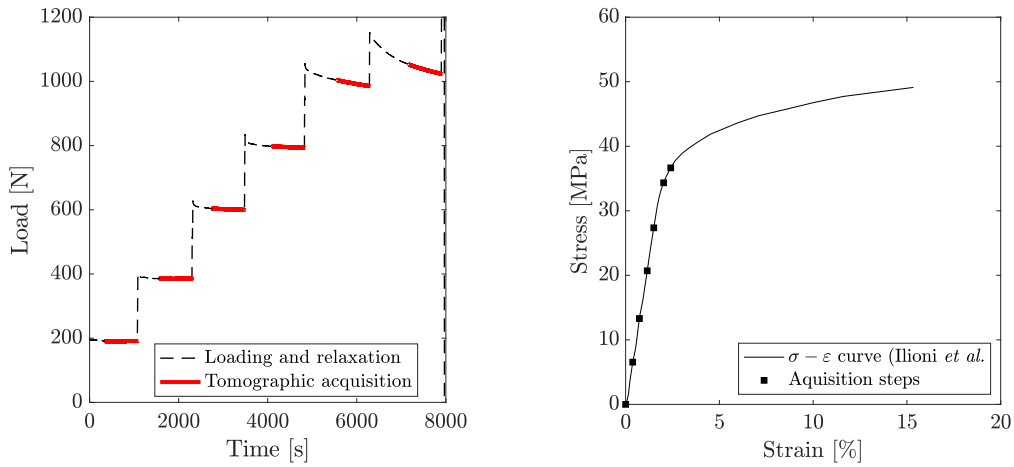 1200
1000
800
600
400
200
0
0 2000 4000 6000 8000
Load [N]
Time [s]
Loading and relaxation
Tomographic acquisition
60
50
40
30
20
10
0
0 5 10 15 20
Stress [MPa]
Strain [%]
σ − ε curve (Ilioni et al.
Aquisition steps